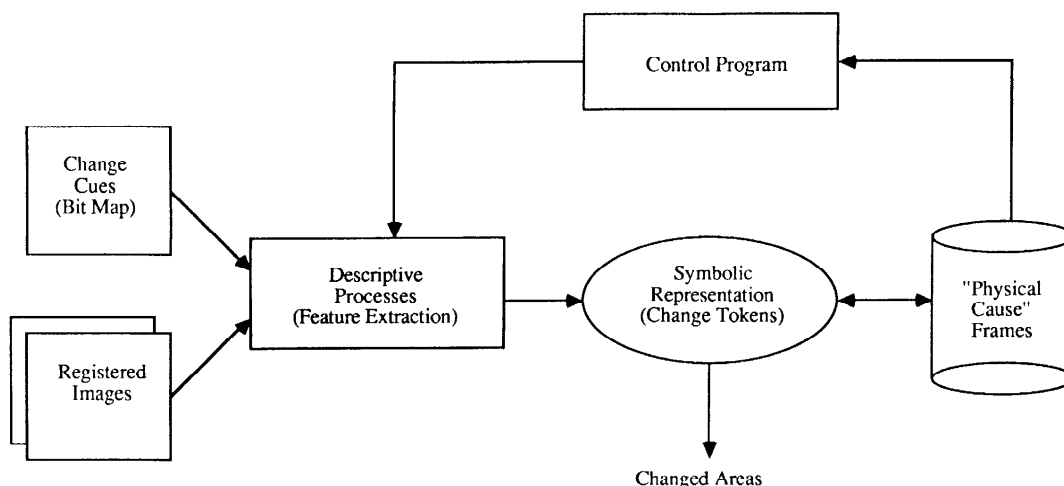 Control Program
Change
Cues
(Bit Map)
Descriptive
Processes
(Feature Extraction)
Symbolic
Representation
(Change Tokens)
"Physical
Cause"
Frames
Registered
Images
Changed Areas